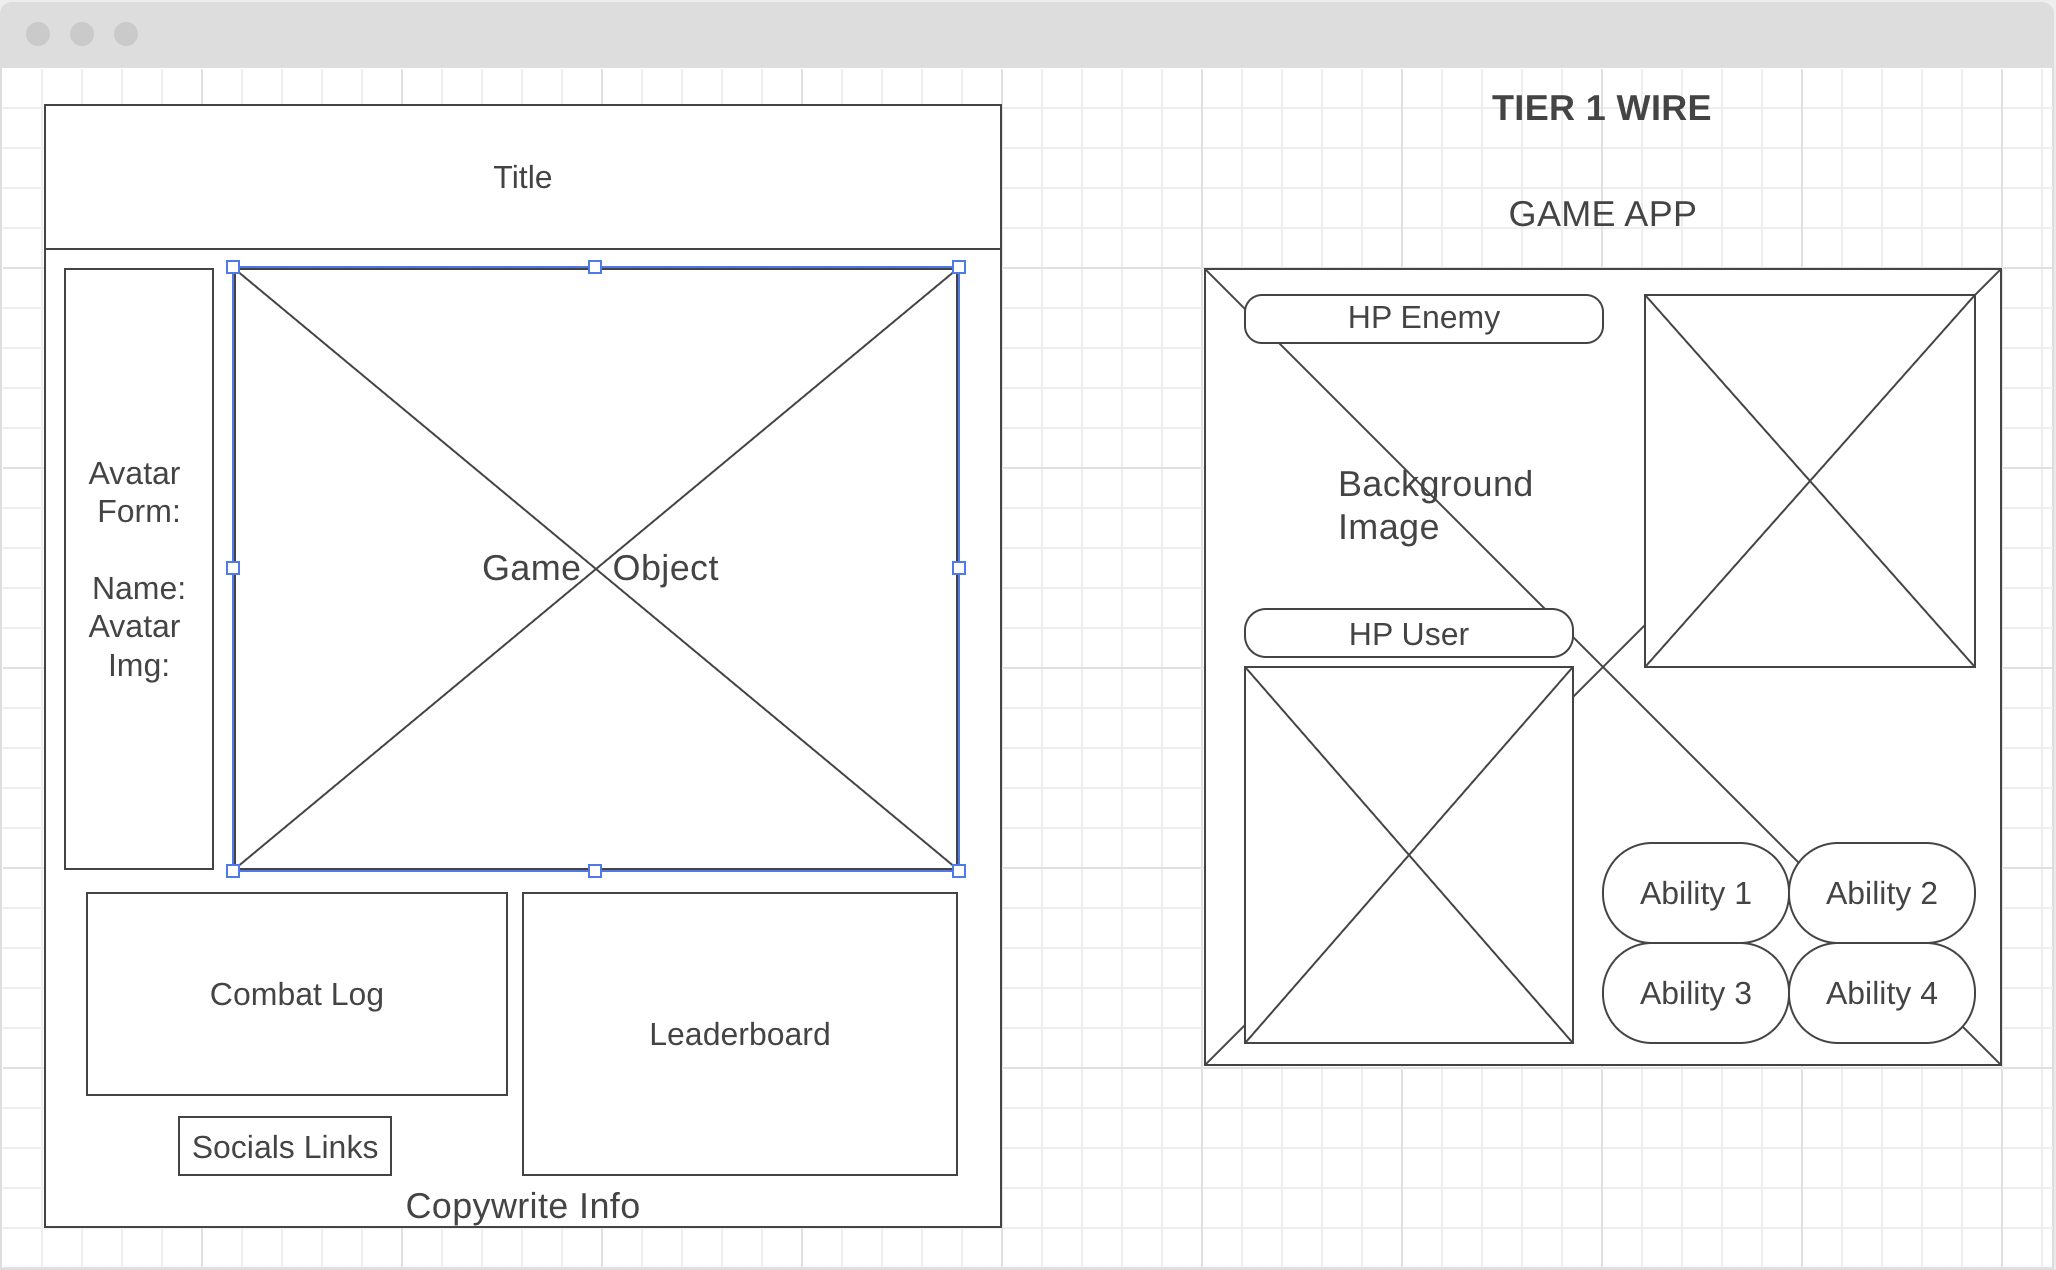 Title
Avatar
Form:
Name:
Avatar
Img:
Game Object
Combat Log
Leaderboard
Socials Links
Copywrite Info
TIER 1 WIRE
GAME APP
HP Enemy
Background
Image
HP User
Ability 1
Ability 2
Ability 3
Ability 4